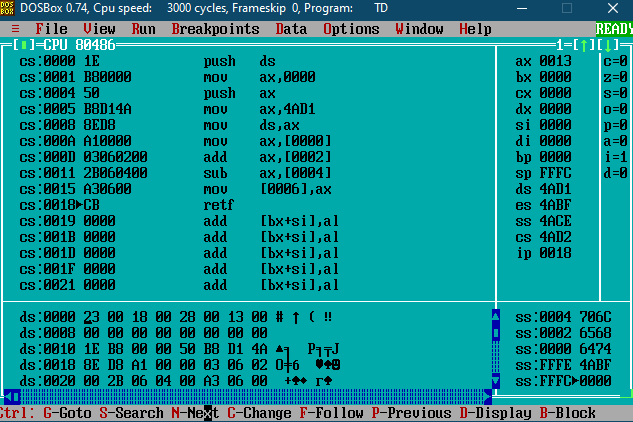 DOSBox 0.74, Cpu speed: 3000 cycles, Frameskip 0, Program: TD
≡ File View Run Breakpoints Data Options Window Help READY
[■]=CPU 80486 1=[↑][↓]
cs:0000 1E push ds ax 0013 c=0
cs:0001 B80000 mov ax,0000 bx 0000 z=0
cs:0004 50 push ax cx 0000 s=0
cs:0005 B8D14A mov ax,4AD1 dx 0000 o=0
cs:0008 8ED8 mov ds,ax si 0000 p=0
cs:000A A10000 mov ax,[0000] di 0000 a=0
cs:000D 03060200 add ax,[0002] bp 0000 i=1
cs:0011 2B060400 sub ax,[0004] sp FFFC d=0
cs:0015 A30600 mov [0006],ax ds 4AD1
cs:0018►CB retf es 4ABF
cs:0019 0000 add [bx+si],al ss 4ACE
cs:001B 0000 add [bx+si],al cs 4AD2
cs:001D 0000 add [bx+si],al ip 0018
cs:001F 0000 add [bx+si],al
cs:0021 0000 add [bx+si],al
ds:0000 23 00 18 00 28 00 13 00 # ↑ ( ‼ ss:0004 706C
ds:0008 00 00 00 00 00 00 00 00 ss:0002 6568
ds:0010 1E B8 00 00 50 B8 D1 4A ▲╕ P╕╤J ss:0000 6474
ds:0018 8E D8 A1 00 00 03 06 02 ss:FFFE 4ABF
ds:0020 00 2B 06 04 00 A3 06 00 ss:FFFC►0000
Ctrl: G-Goto S-Search N-Next C-Change F-Follow P-Previous D-Display B-Block